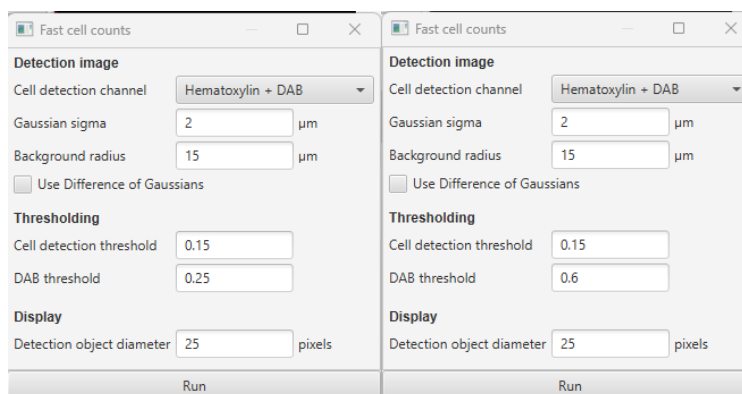 Fast cell counts
Detection image
Cell detection channel Hematoxylin + DAB
Gaussian sigma 2 µm
Background radius 15 µm
Use Difference of Gaussians
Thresholding
Cell detection threshold 0.15
DAB threshold 0.25
Display
Detection object diameter 25 pixels
Run
Fast cell counts
Detection image
Cell detection channel Hematoxylin + DAB
Gaussian sigma 2 µm
Background radius 15 µm
Use Difference of Gaussians
Thresholding
Cell detection threshold 0.15
DAB threshold 0.6
Display
Detection object diameter 25 pixels
Run